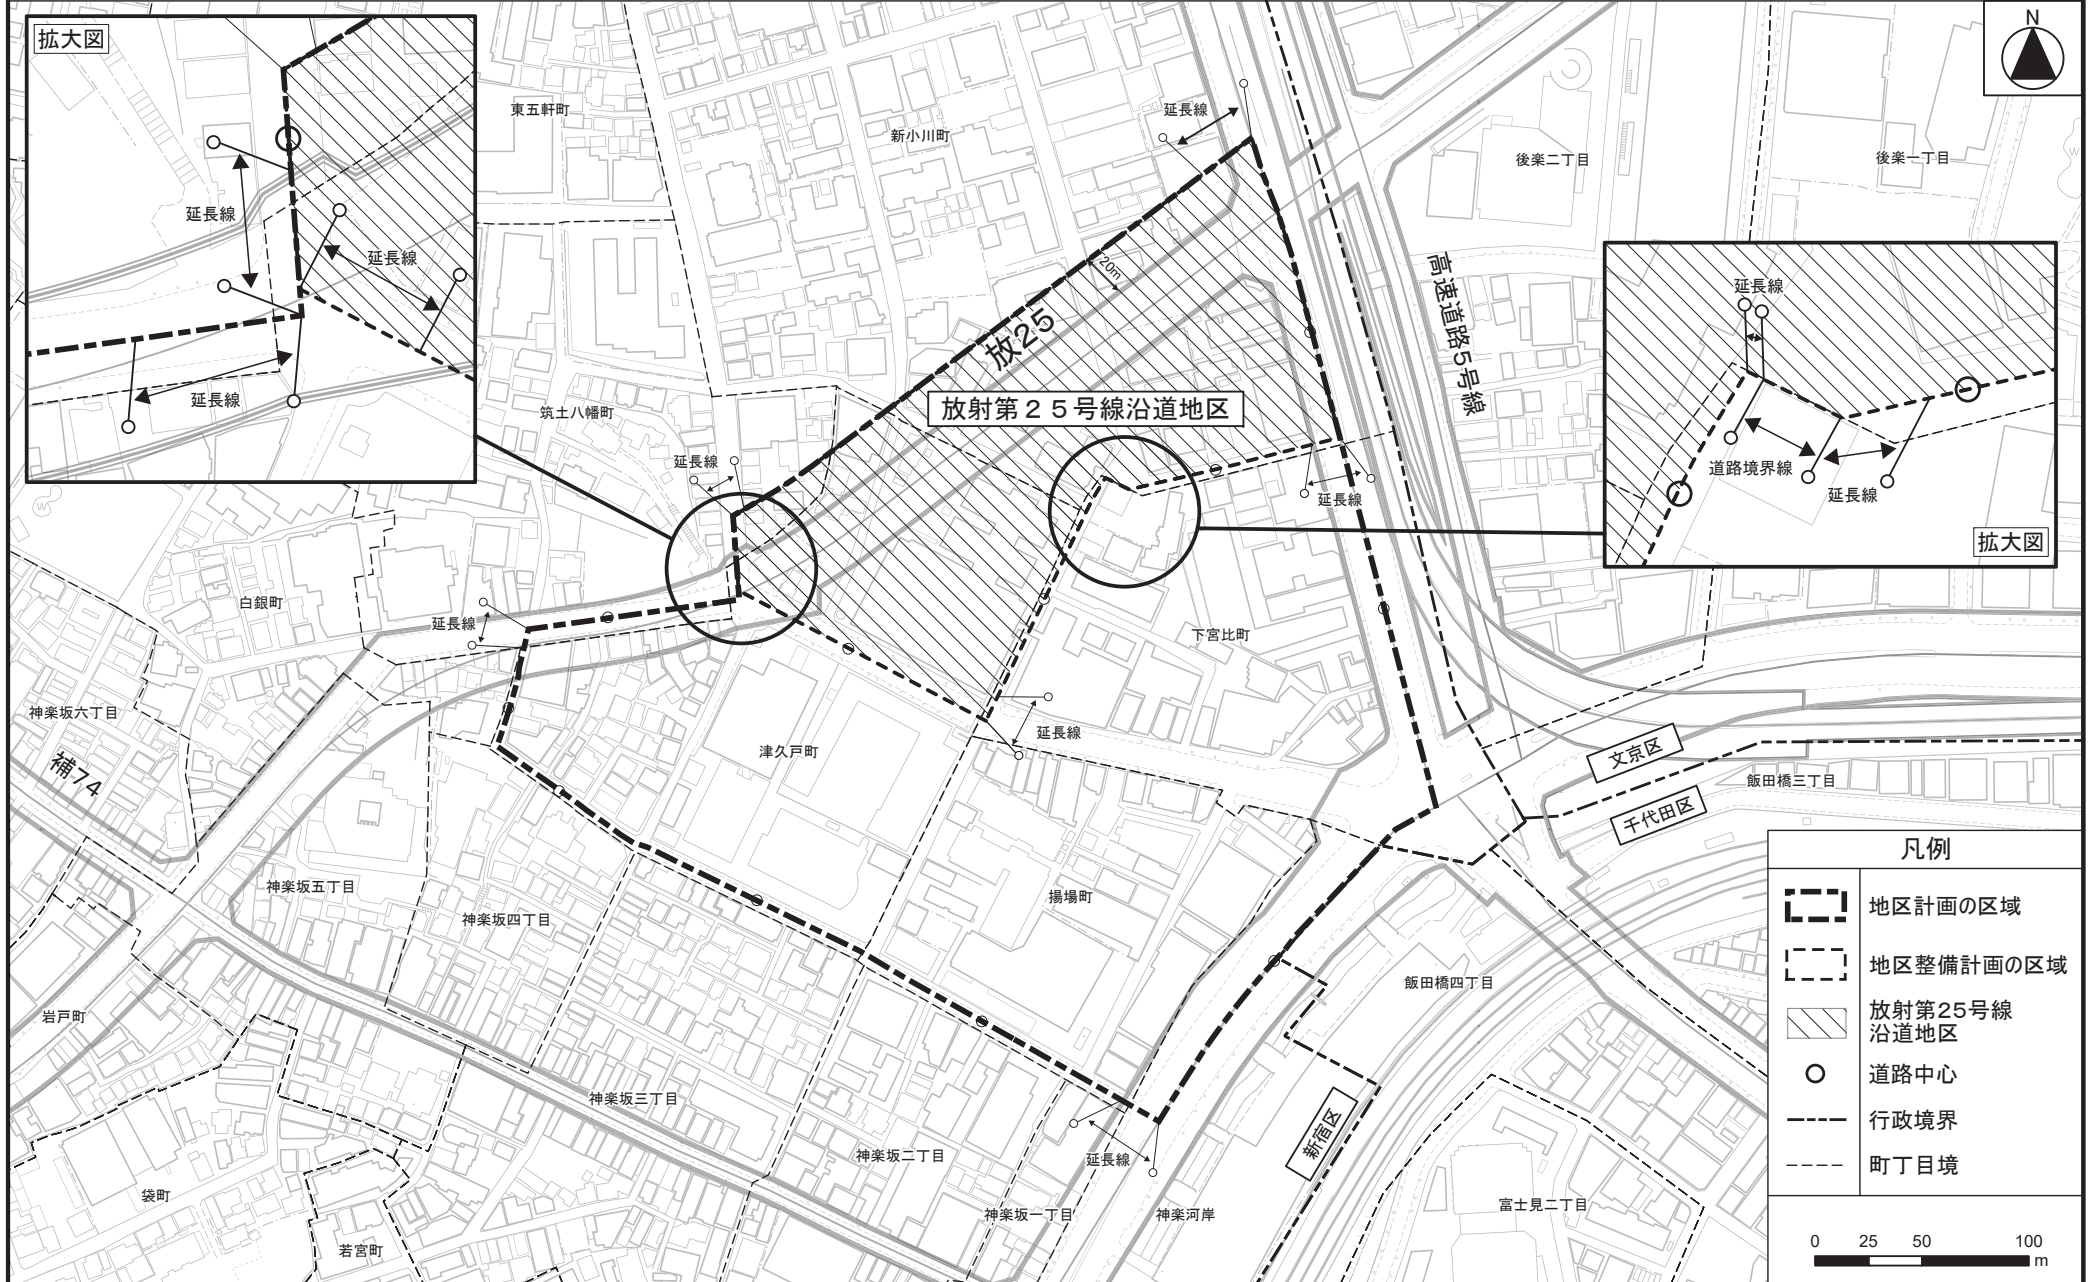 拡大図
延長線
延長線
延長線
東五軒町
新小川町
延長線
後楽二丁目
後楽一丁目
N
高速道路5号線
20m
放25
放射第25号線沿道地区
延長線
道路境界線
延長線
拡大図
筑土八幡町
延長線
延長線
白銀町
延長線
下宮比町
神楽坂六丁目
補74
津久戸町
延長線
文京区
千代田区
飯田橋三丁目
神楽坂五丁目
神楽坂四丁目
揚場町
飯田橋四丁目
岩戸町
神楽坂三丁目
新宿区
神楽坂二丁目
延長線
袋町
神楽坂一丁目
神楽河岸
富士見二丁目
若宮町
凡例
地区計画の区域
地区整備計画の区域
放射第25号線
沿道地区
道路中心
行政境界
町丁目境
0 25 50 100
m